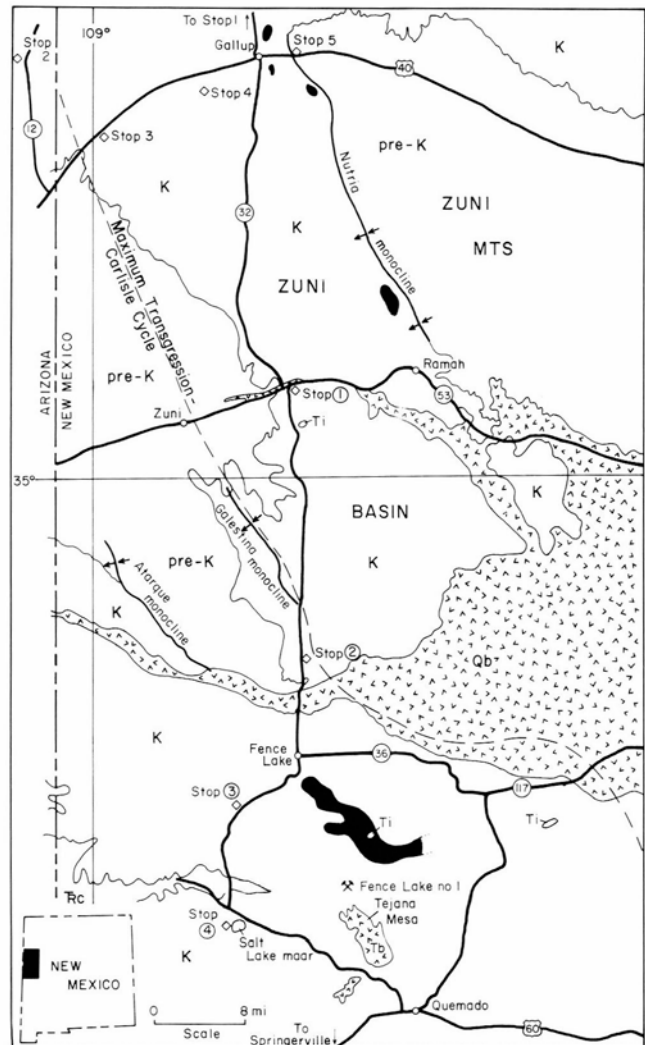 To Stop 1
109°
Stop
2
Gallup
Stop 5
K
40
Stop 4
12
Stop 3
pre-K
Nutria
monocline
K
ZUNI
MTS
32
K
ZUNI
Maximum Transgression
Carlisle Cycle
pre-K
ARIZONA
NEW MEXICO
Ramah
53
Stop 1
Zuni
Ti
35°
K
BASIN
K
Galestina monocline
pre-K
Atarque
monocline
K
Stop 2
Qb
K
Fence
Lake
36
Stop 3
117
Ti
Ti
Fence Lake no 1
Tejana
Mesa
TRC
Stop
4
Salt
Lake maar
Tb
K
NEW
MEXICO
0 8 mi
Scale
Quemado
To
Springerville
60